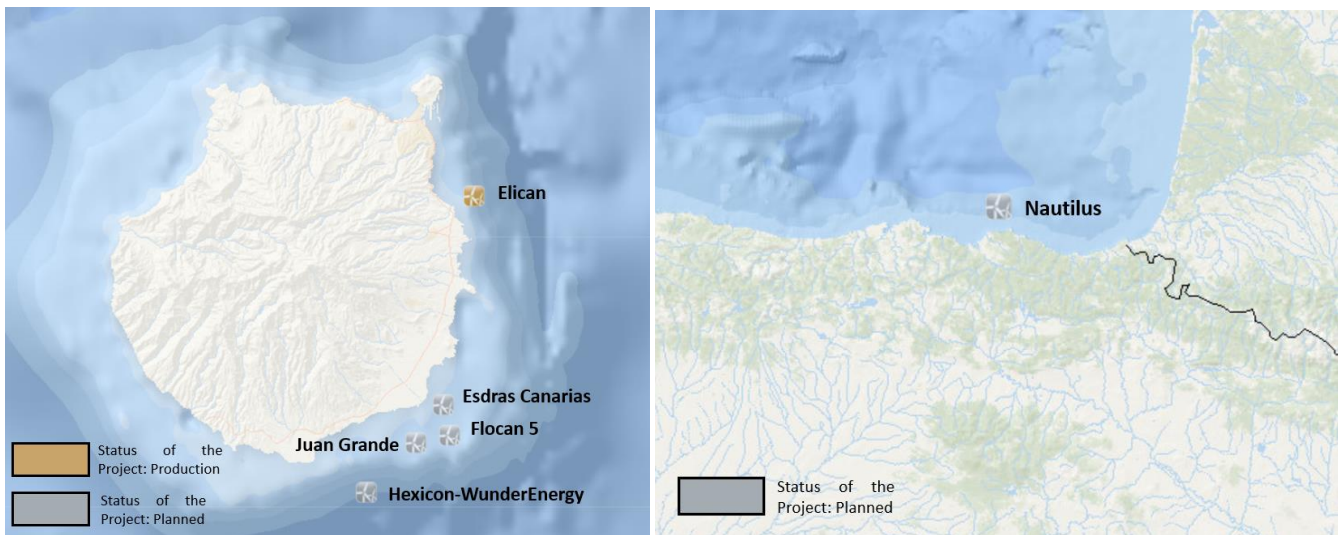 Elican
Esdras Canarias
Flocan 5
Juan Grande
Hexicon-WunderEnergy
Status of the
Project: Production
Status of the
Project: Planned
Nautilus
Status of the
Project: Planned